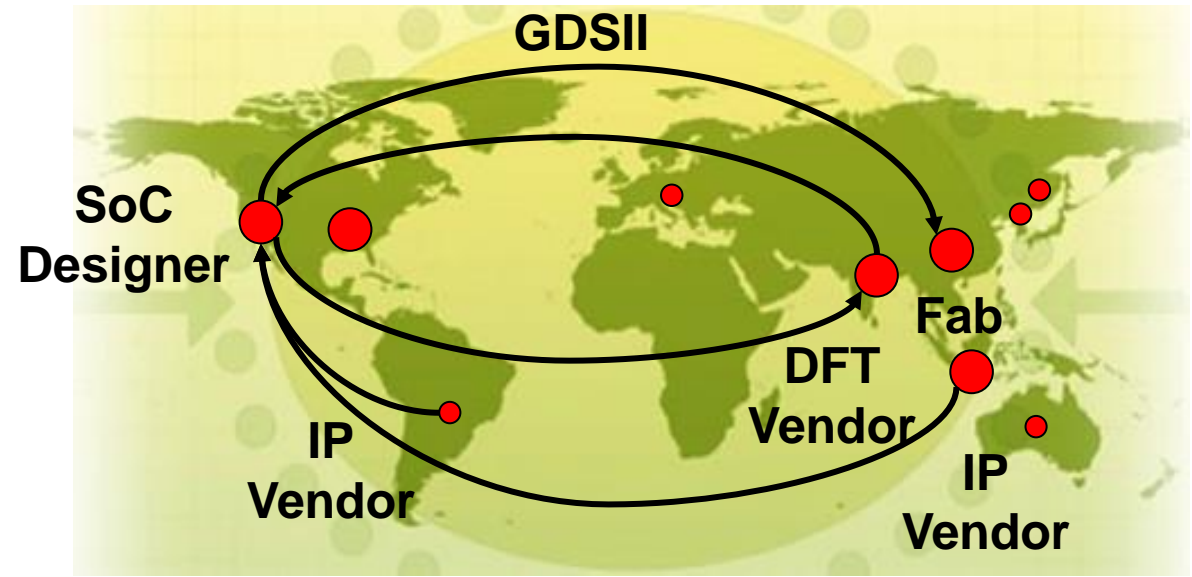 GDSII
SoC
Designer
Fab
DFT
Vendor
IP
Vendor
IP
Vendor